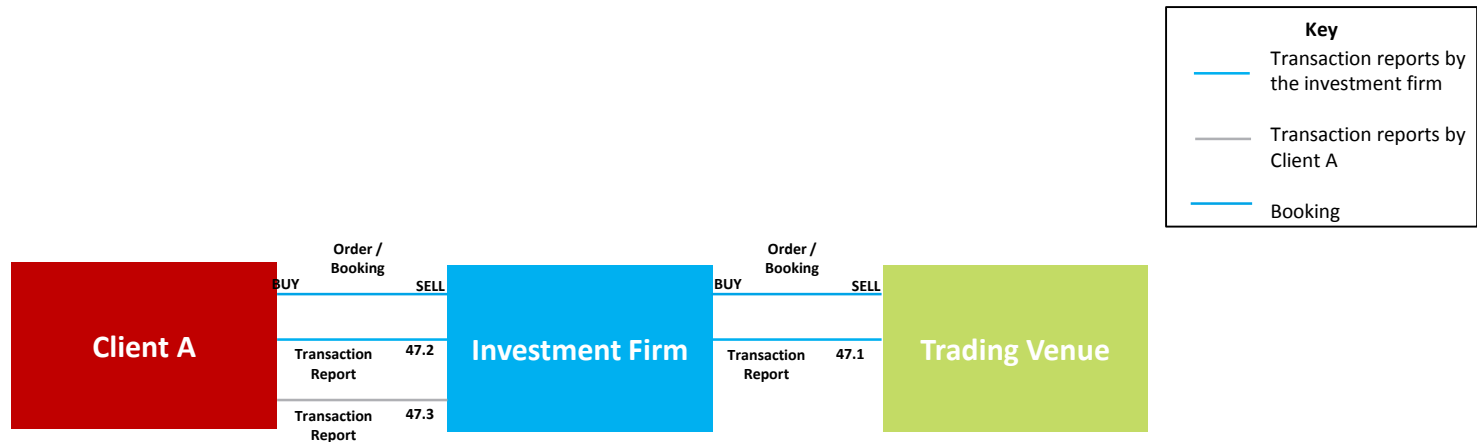 Key
Transaction reports by
the investment firm
Transaction reports by
Client A
Booking
Order /
Booking
BUY
SELL
Order /
Booking
BUY
SELL
Client A
Investment Firm
Trading Venue
Transaction
Report
47.2
Transaction
Report
47.1
Transaction
Report
47.3